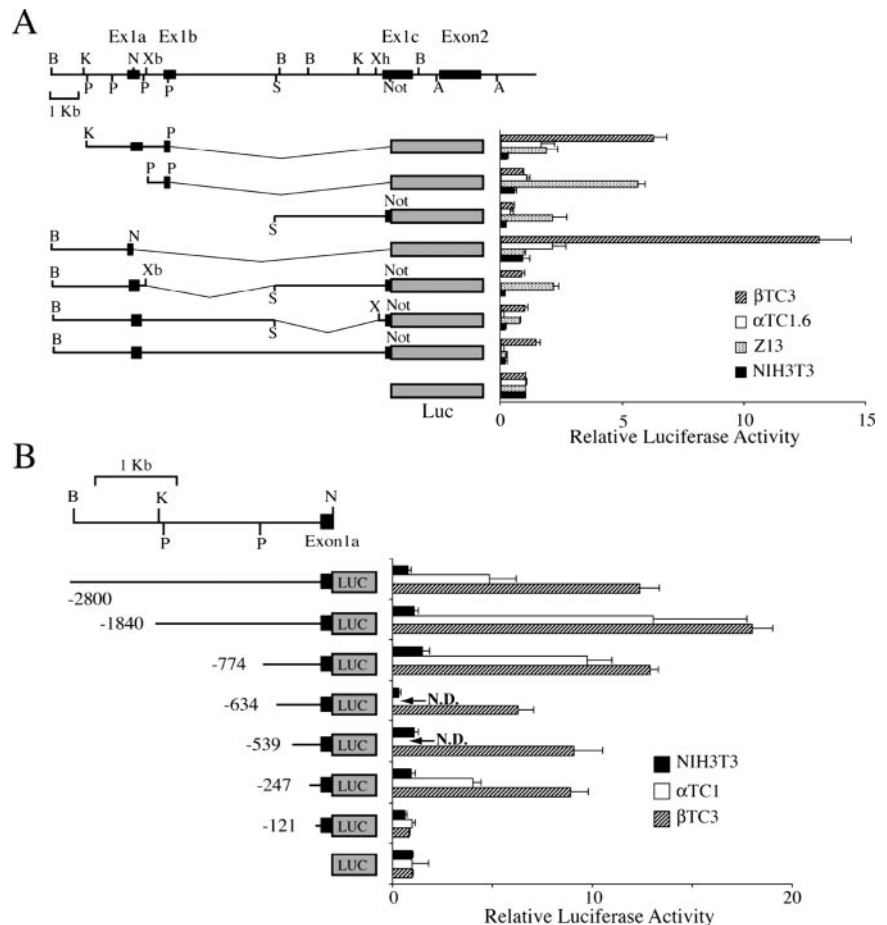 A
Ex1a Ex1b Ex1c Exon2
B K N Xb B B K Xh B
P P P P S Not A A
1 Kb
K P
P P
Not
S
B N
B Xb Not
S
B X Not
S
B Not
Luc
βTC3
αTC1.6
Z13
NIH3T3
0 5 10 15
Relative Luciferase Activity
B
1 Kb
B K N
P P Exon1a
LUC
-2800
-1840 LUC
-774 LUC
-634 LUC N.D.
-539 LUC N.D.
-247 LUC
-121 LUC
LUC
NIH3T3
αTC1
βTC3
0 10 20
Relative Luciferase Activity